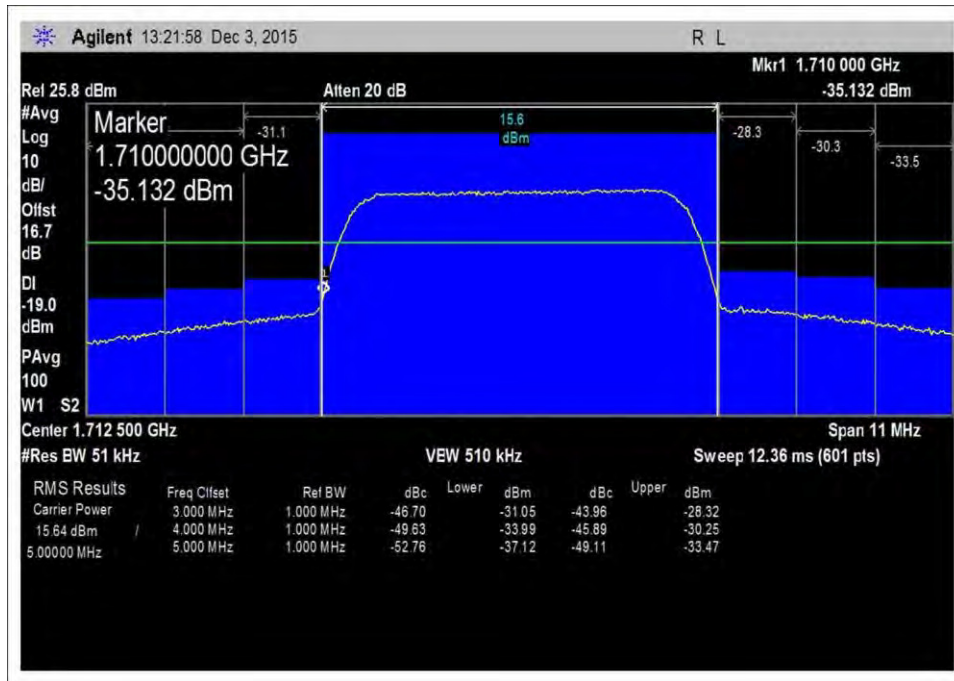 Agilent 13:21:58 Dec 3, 2015 R L
Mkr1 1.710 000 GHz
Ref 25.8 dBm Atten 20 dB -35.132 dBm
#Avg
Log
10
dB/
Offst
16.7
dB
DI
-19.0
dBm
PAvg
100
W1 S2
Marker
1.710000000 GHz
-35.132 dBm
-31.1
15.6
dBm
-28.3
-30.3
-33.5
1
Center 1.712 500 GHz Span 11 MHz
#Res BW 51 kHz VBW 510 kHz Sweep 12.36 ms (601 pts)
RMS Results Freq Offset Ref BW dBc Lower dBm dBc Upper dBm
Carrier Power 3.000 MHz 1.000 MHz -46.70 -31.05 -43.96 -28.32
15.64 dBm / 4.000 MHz 1.000 MHz -49.63 -33.99 -45.89 -30.25
5.00000 MHz 5.000 MHz 1.000 MHz -52.76 -37.12 -49.11 -33.47